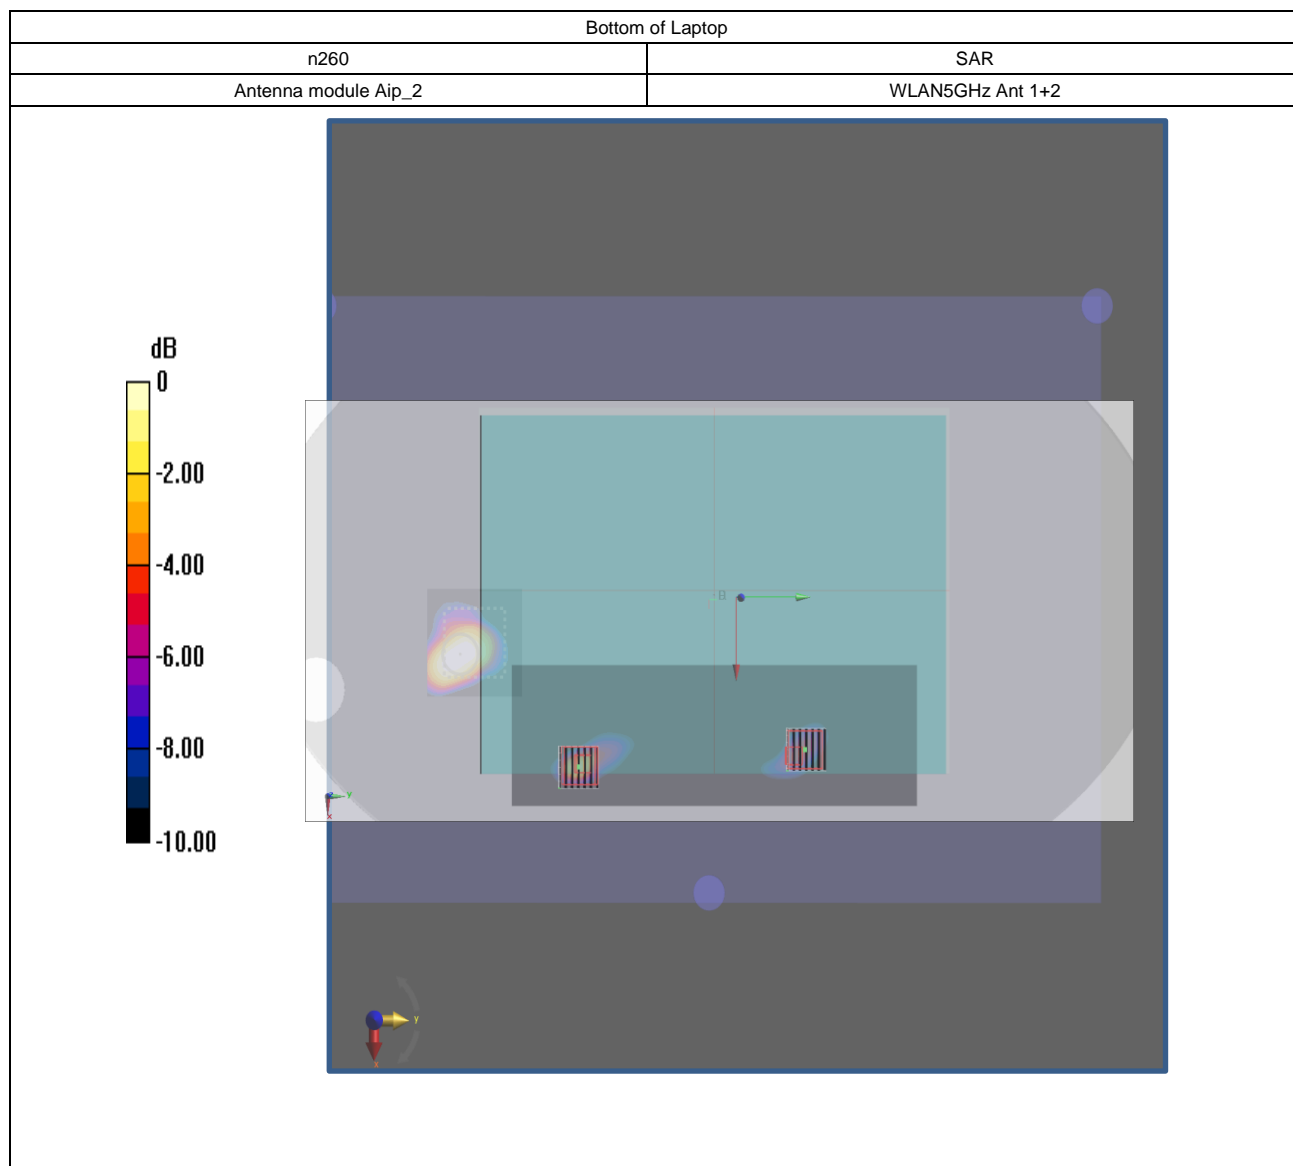 Bottom of Laptop
n260 SAR
Antenna module Aip_2 WLAN5GHz Ant 1+2
dB
0
-2.00
-4.00
-6.00
-8.00
-10.00
y
x
y
x